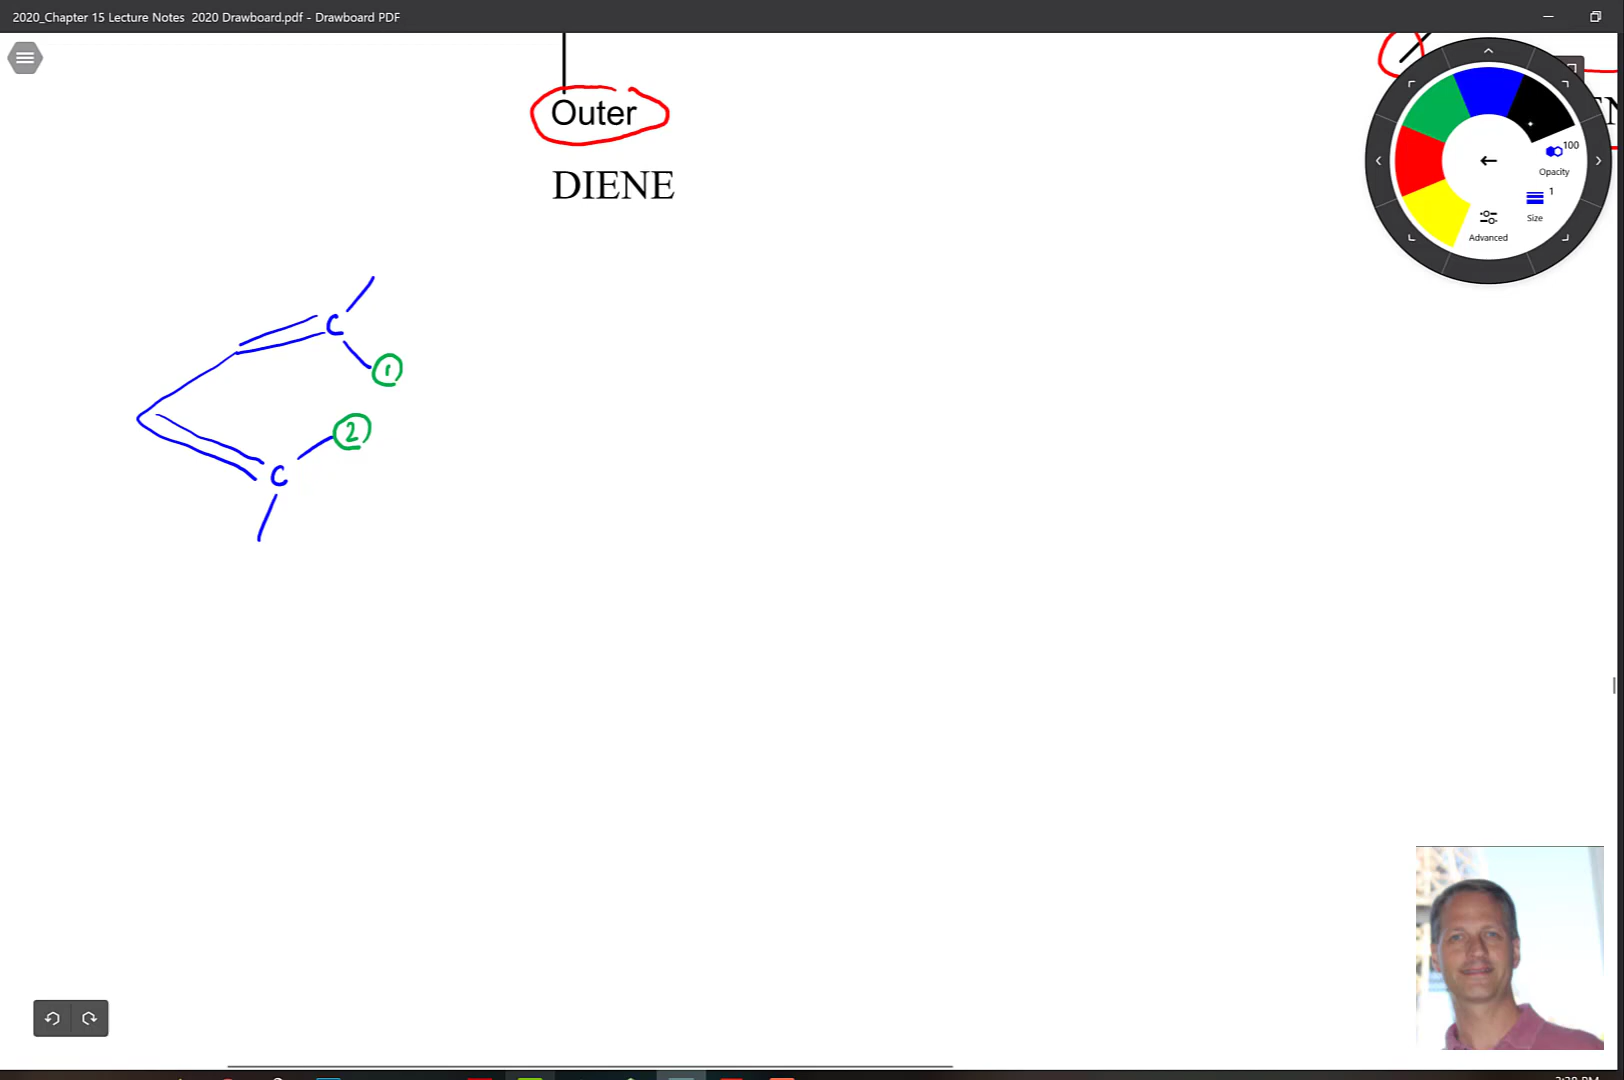 2020_Chapter 15 Lecture Notes 2020 Drawboard.pdf - Drawboard PDF
Outer
DIENE
100
Opacity
1
Size
Advanced
C
1
2
C